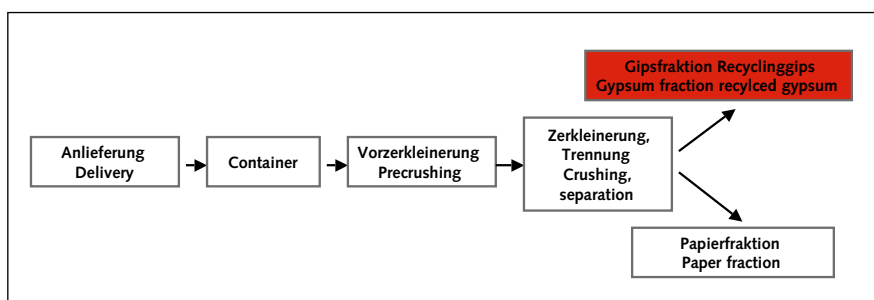 Anlieferung
Delivery
Container
Vorzerkleinerung
Precrushing
Zerkleinerung,
Trennung
Crushing,
separation
Gipsfraktion Recyclinggips
Gypsum fraction recylced gypsum
Papierfraktion
Paper fraction